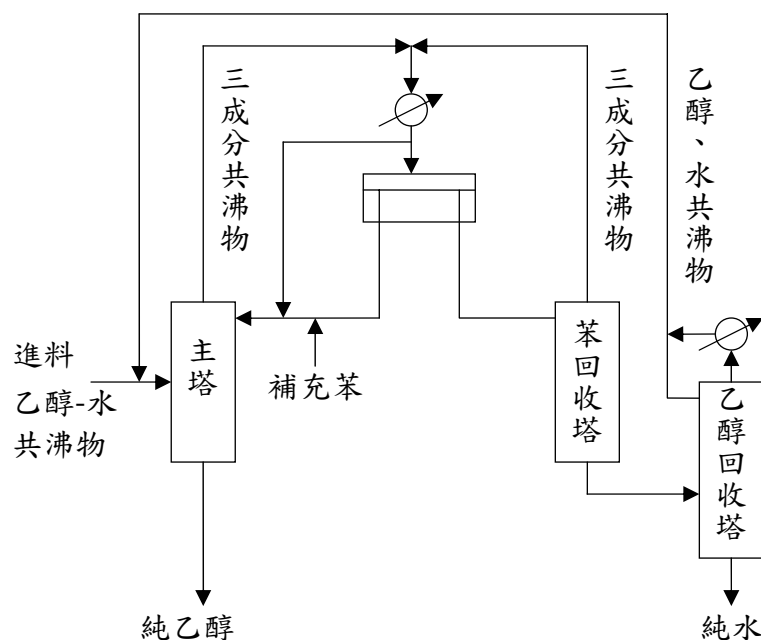 三成分共沸物
三成分共沸物
乙醇、水共沸物
進料
乙醇-水
共沸物
主塔
補充苯
苯回收塔
乙醇回收塔
純乙醇
純水